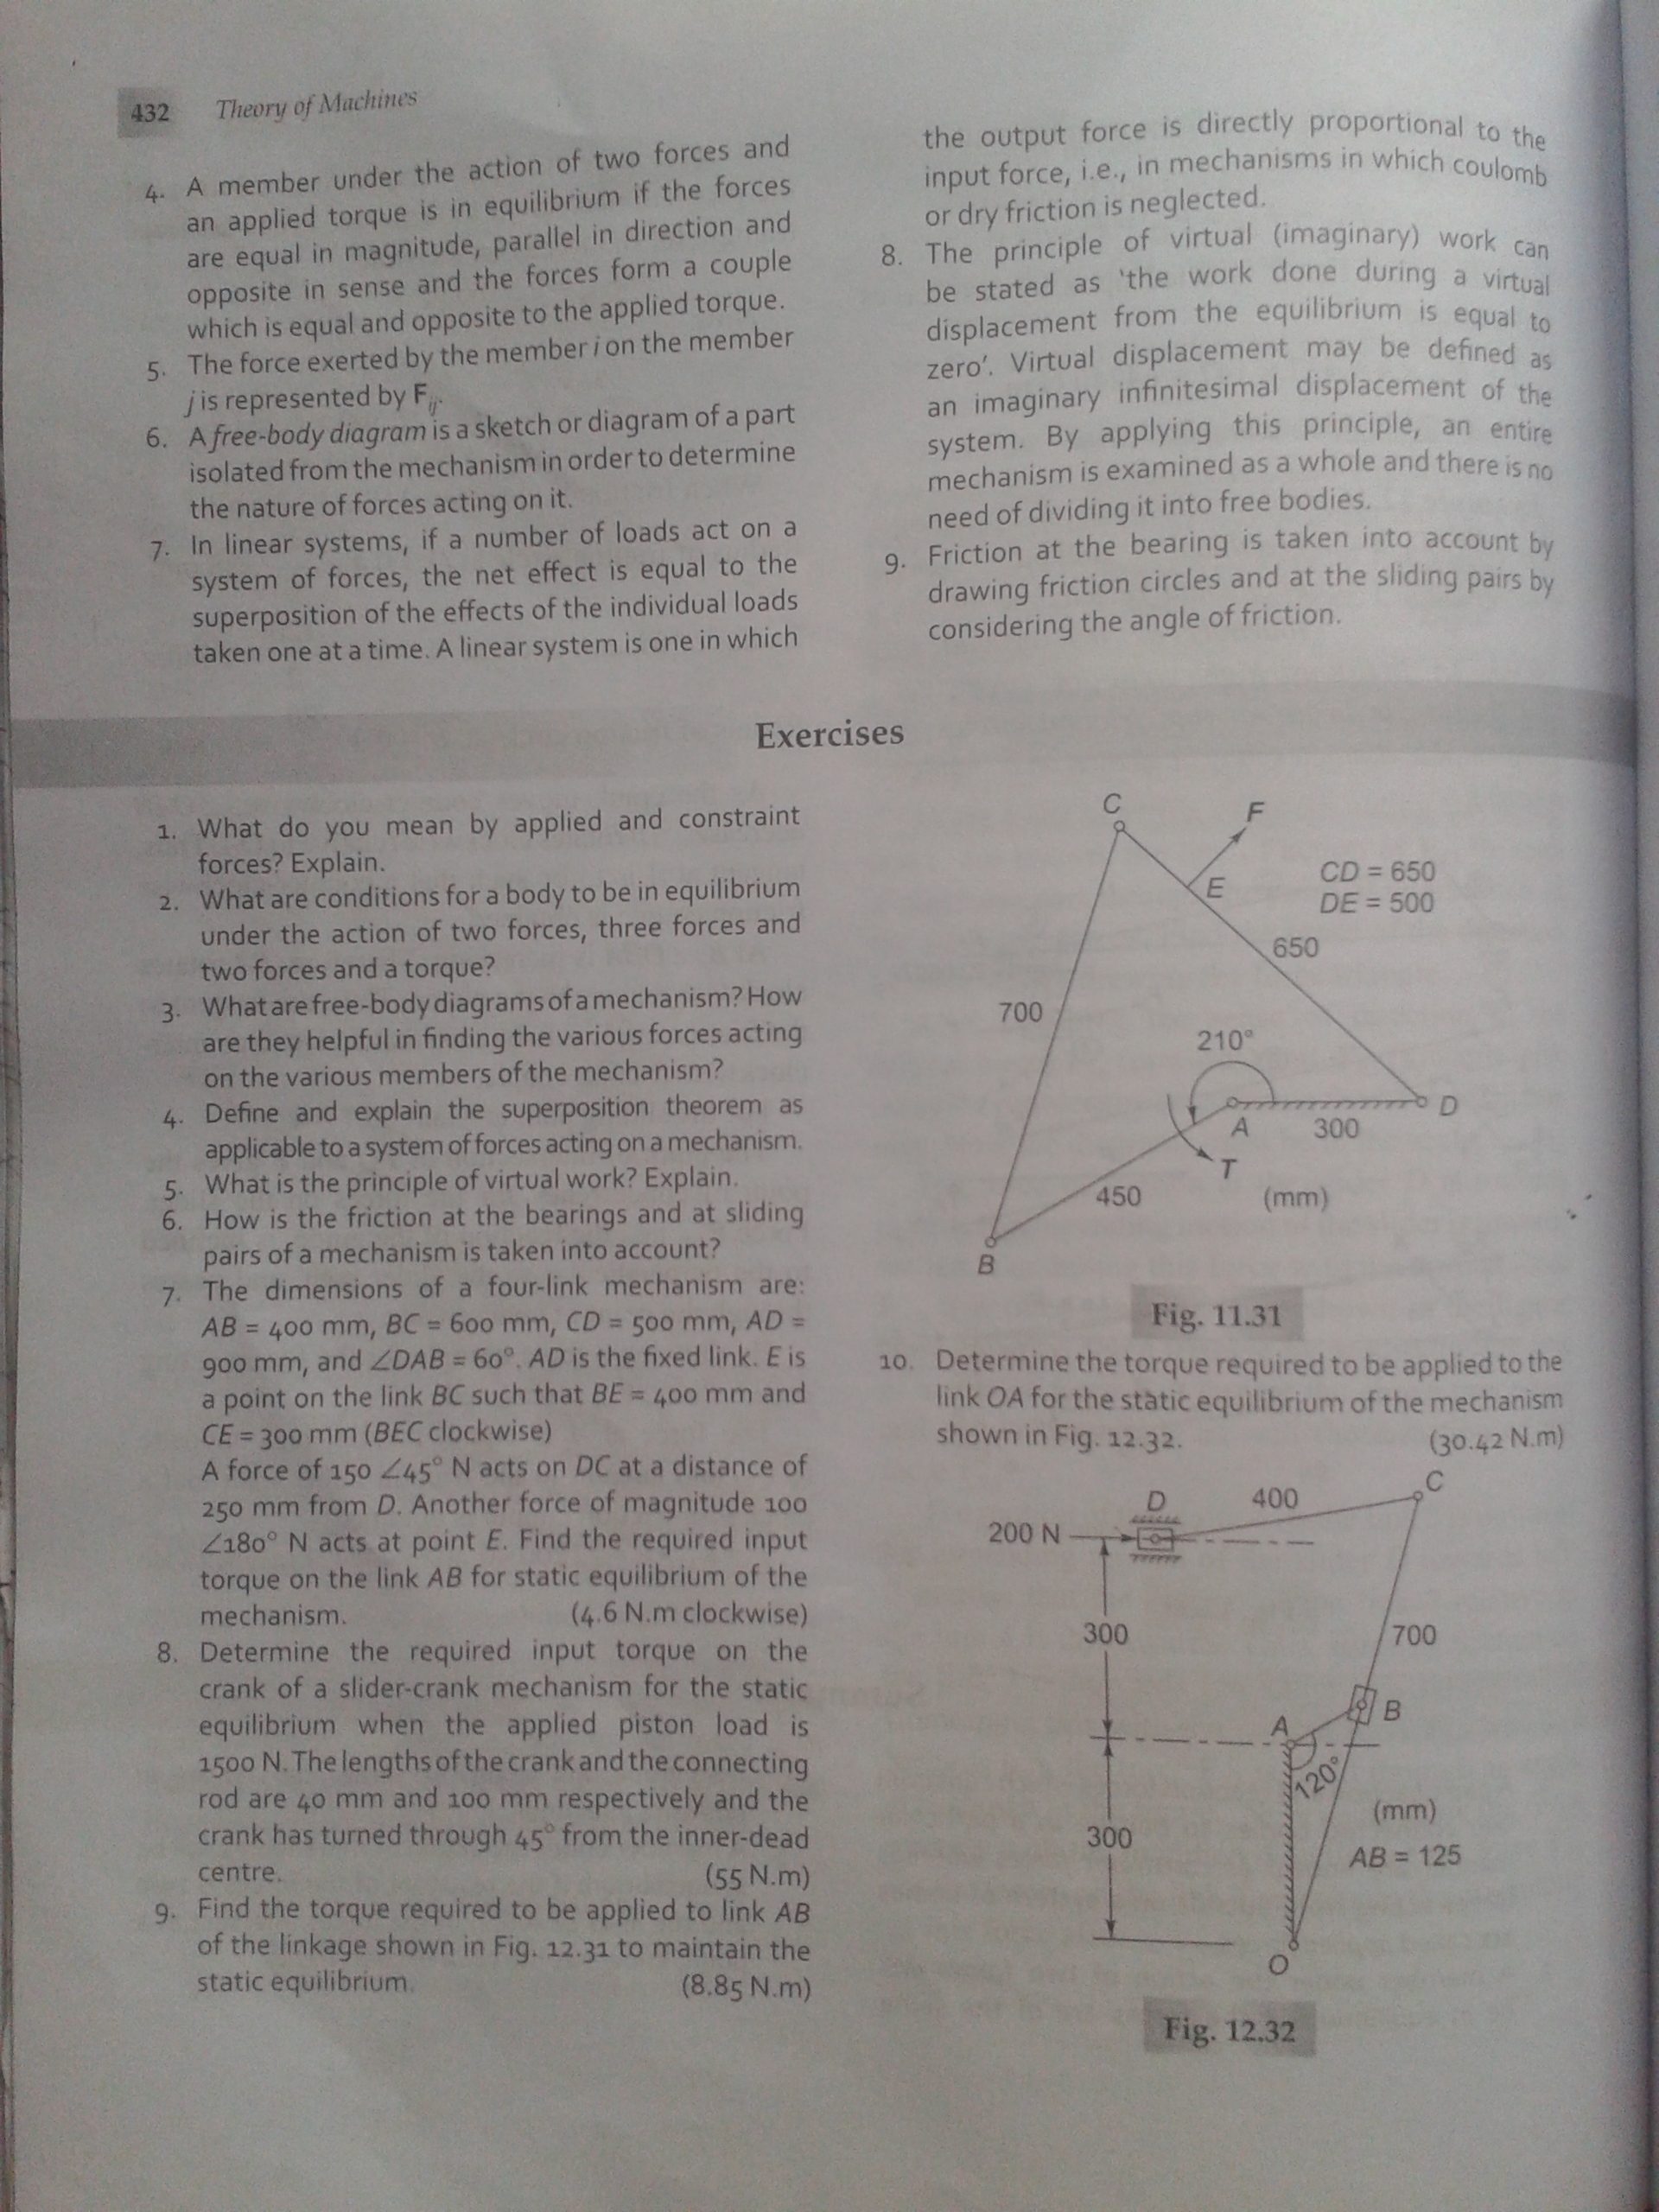 432 Theory of Machines
4. A member under the action of two forces and
an applied torque is in equilibrium if the forces
are equal in magnitude, parallel in direction and
opposite in sense and the forces form a couple
which is equal and opposite to the applied torque.
5. The force exerted by the member i on the member
j is represented by Fij.
6. A free-body diagram is a sketch or diagram of a part
isolated from the mechanism in order to determine
the nature of forces acting on it.
7. In linear systems, if a number of loads act on a
system of forces, the net effect is equal to the
superposition of the effects of the individual loads
taken one at a time. A linear system is one in which
the output force is directly proportional to the
input force, i.e., in mechanisms in which coulomb
or dry friction is neglected.
8. The principle of virtual (imaginary) work can
be stated as 'the work done during a virtual
displacement from the equilibrium is equal to
zero'. Virtual displacement may be defined as
an imaginary infinitesimal displacement of the
system. By applying this principle, an entire
mechanism is examined as a whole and there is no
need of dividing it into free bodies.
9. Friction at the bearing is taken into account by
drawing friction circles and at the sliding pairs by
considering the angle of friction.
Exercises
1. What do you mean by applied and constraint
forces? Explain.
2. What are conditions for a body to be in equilibrium
under the action of two forces, three forces and
two forces and a torque?
3. What are free-body diagrams of a mechanism? How
are they helpful in finding the various forces acting
on the various members of the mechanism?
4. Define and explain the superposition theorem as
applicable to a system of forces acting on a mechanism.
5. What is the principle of virtual work? Explain.
6. How is the friction at the bearings and at sliding
pairs of a mechanism is taken into account?
7. The dimensions of a four-link mechanism are:
AB = 400 mm, BC = 600 mm, CD = 500 mm, AD =
900 mm, and ∠DAB = 60°. AD is the fixed link. E is
a point on the link BC such that BE = 400 mm and
CE = 300 mm (BEC clockwise)
A force of 150 ∠45° N acts on DC at a distance of
250 mm from D. Another force of magnitude 100
∠180° N acts at point E. Find the required input
torque on the link AB for static equilibrium of the
mechanism. (4.6 N.m clockwise)
8. Determine the required input torque on the
crank of a slider-crank mechanism for the static
equilibrium when the applied piston load is
1500 N. The lengths of the crank and the connecting
rod are 40 mm and 100 mm respectively and the
crank has turned through 45° from the inner-dead
centre. (55 N.m)
9. Find the torque required to be applied to link AB
of the linkage shown in Fig. 12.31 to maintain the
static equilibrium. (8.85 N.m)
C
F
E
CD = 650
DE = 500
650
700
210°
D
A
300
T
450
(mm)
B
Fig. 11.31
10. Determine the torque required to be applied to the
link OA for the static equilibrium of the mechanism
shown in Fig. 12.32. (30.42 N.m)
C
D
400
200 N
300
700
B
A
120°
(mm)
300
AB = 125
O
Fig. 12.32